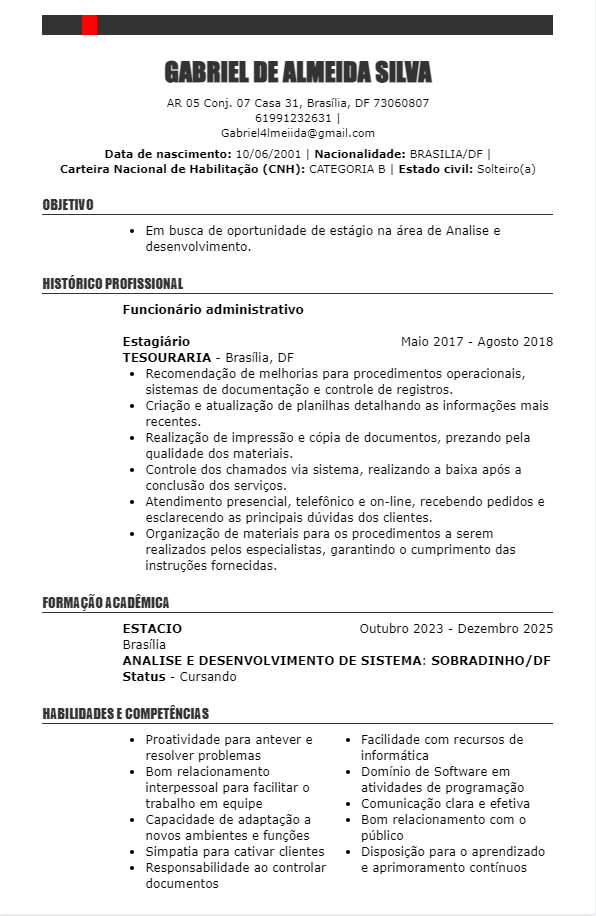 GABRIEL DE ALMEIDA SILVA
AR 05 Conj. 07 Casa 31, Brasília, DF 73060807
61991232631 |
Gabriel4lmeiida@gmail.com
Data de nascimento: 10/06/2001 | Nacionalidade: BRASILIA/DF |
Carteira Nacional de Habilitação (CNH): CATEGORIA B | Estado civil: Solteiro(a)
OBJETIVO
• Em busca de oportunidade de estágio na área de Analise e
desenvolvimento.
HISTÓRICO PROFISSIONAL
Funcionário administrativo
Estagiário Maio 2017 - Agosto 2018
TESOURARIA - Brasília, DF
• Recomendação de melhorias para procedimentos operacionais,
sistemas de documentação e controle de registros.
• Criação e atualização de planilhas detalhando as informações mais
recentes.
• Realização de impressão e cópia de documentos, prezando pela
qualidade dos materiais.
• Controle dos chamados via sistema, realizando a baixa após a
conclusão dos serviços.
• Atendimento presencial, telefônico e on-line, recebendo pedidos e
esclarecendo as principais dúvidas dos clientes.
• Organização de materiais para os procedimentos a serem
realizados pelos especialistas, garantindo o cumprimento das
instruções fornecidas.
FORMAÇÃO ACADÊMICA
ESTACIO Outubro 2023 - Dezembro 2025
Brasília
ANALISE E DESENVOLVIMENTO DE SISTEMA: SOBRADINHO/DF
Status - Cursando
HABILIDADES E COMPETÊNCIAS
• Proatividade para antever e
resolver problemas
• Bom relacionamento
interpessoal para facilitar o
trabalho em equipe
• Capacidade de adaptação a
novos ambientes e funções
• Simpatia para cativar clientes
• Responsabilidade ao controlar
documentos
• Facilidade com recursos de
informática
• Domínio de Software em
atividades de programação
• Comunicação clara e efetiva
• Bom relacionamento com o
público
• Disposição para o aprendizado
e aprimoramento contínuos